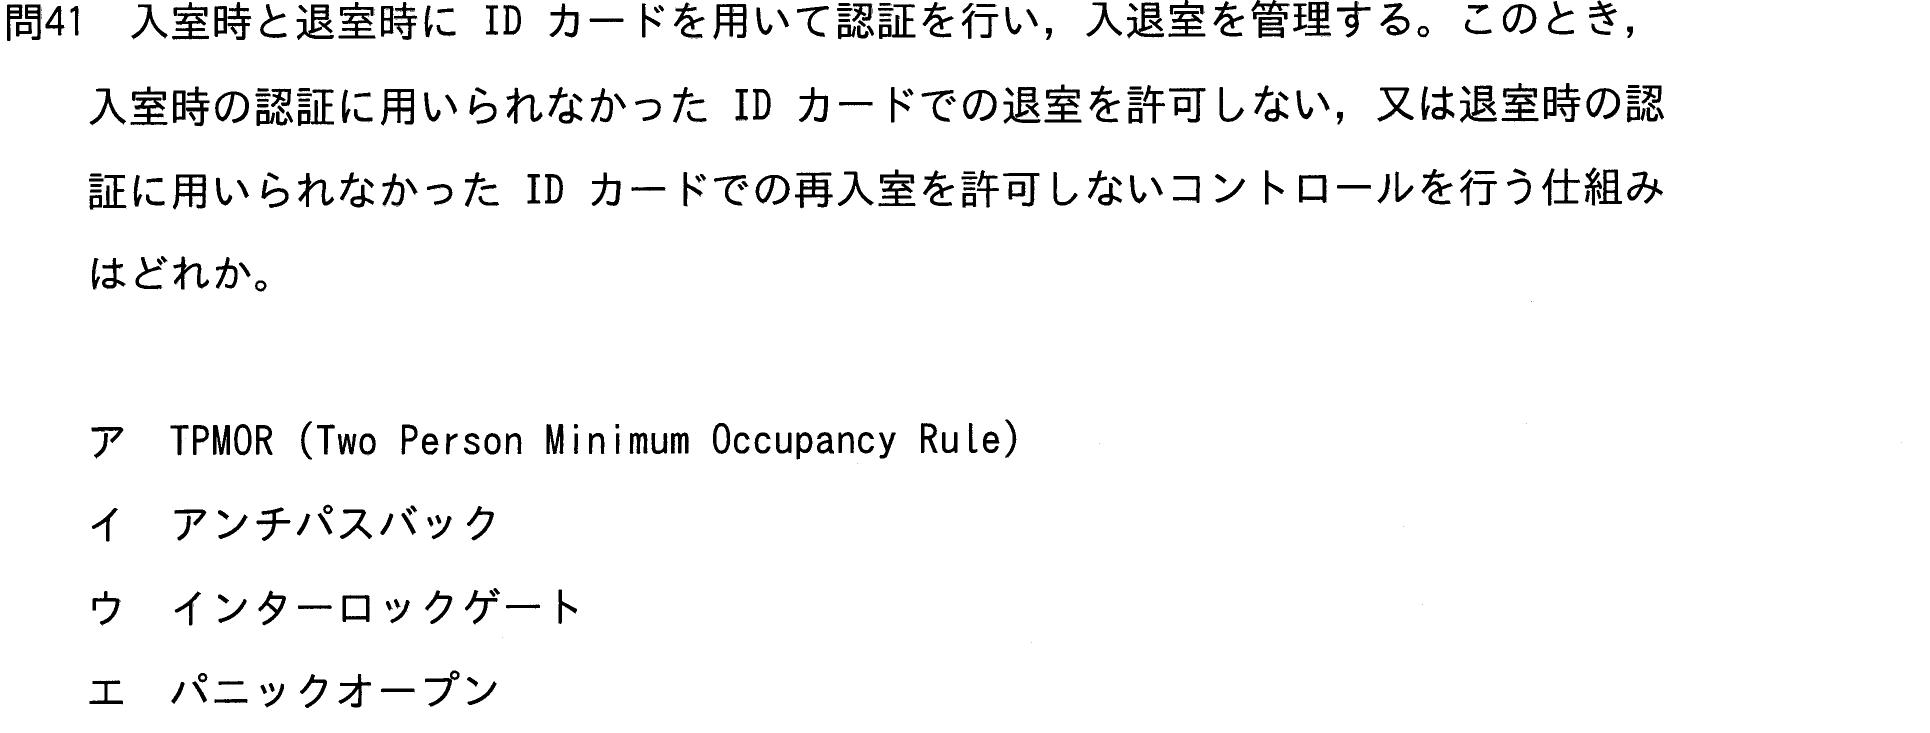 問41　入室時と退室時に ID カードを用いて認証を行い，入退室を管理する。このとき，
入室時の認証に用いられなかった ID カードでの退室を許可しない，又は退室時の認
証に用いられなかった ID カードでの再入室を許可しないコントロールを行う仕組み
はどれか。
ア　TPMOR (Two Person Minimum Occupancy Rule)
イ　アンチパスバック
ウ　インターロックゲート
エ　パニックオープン